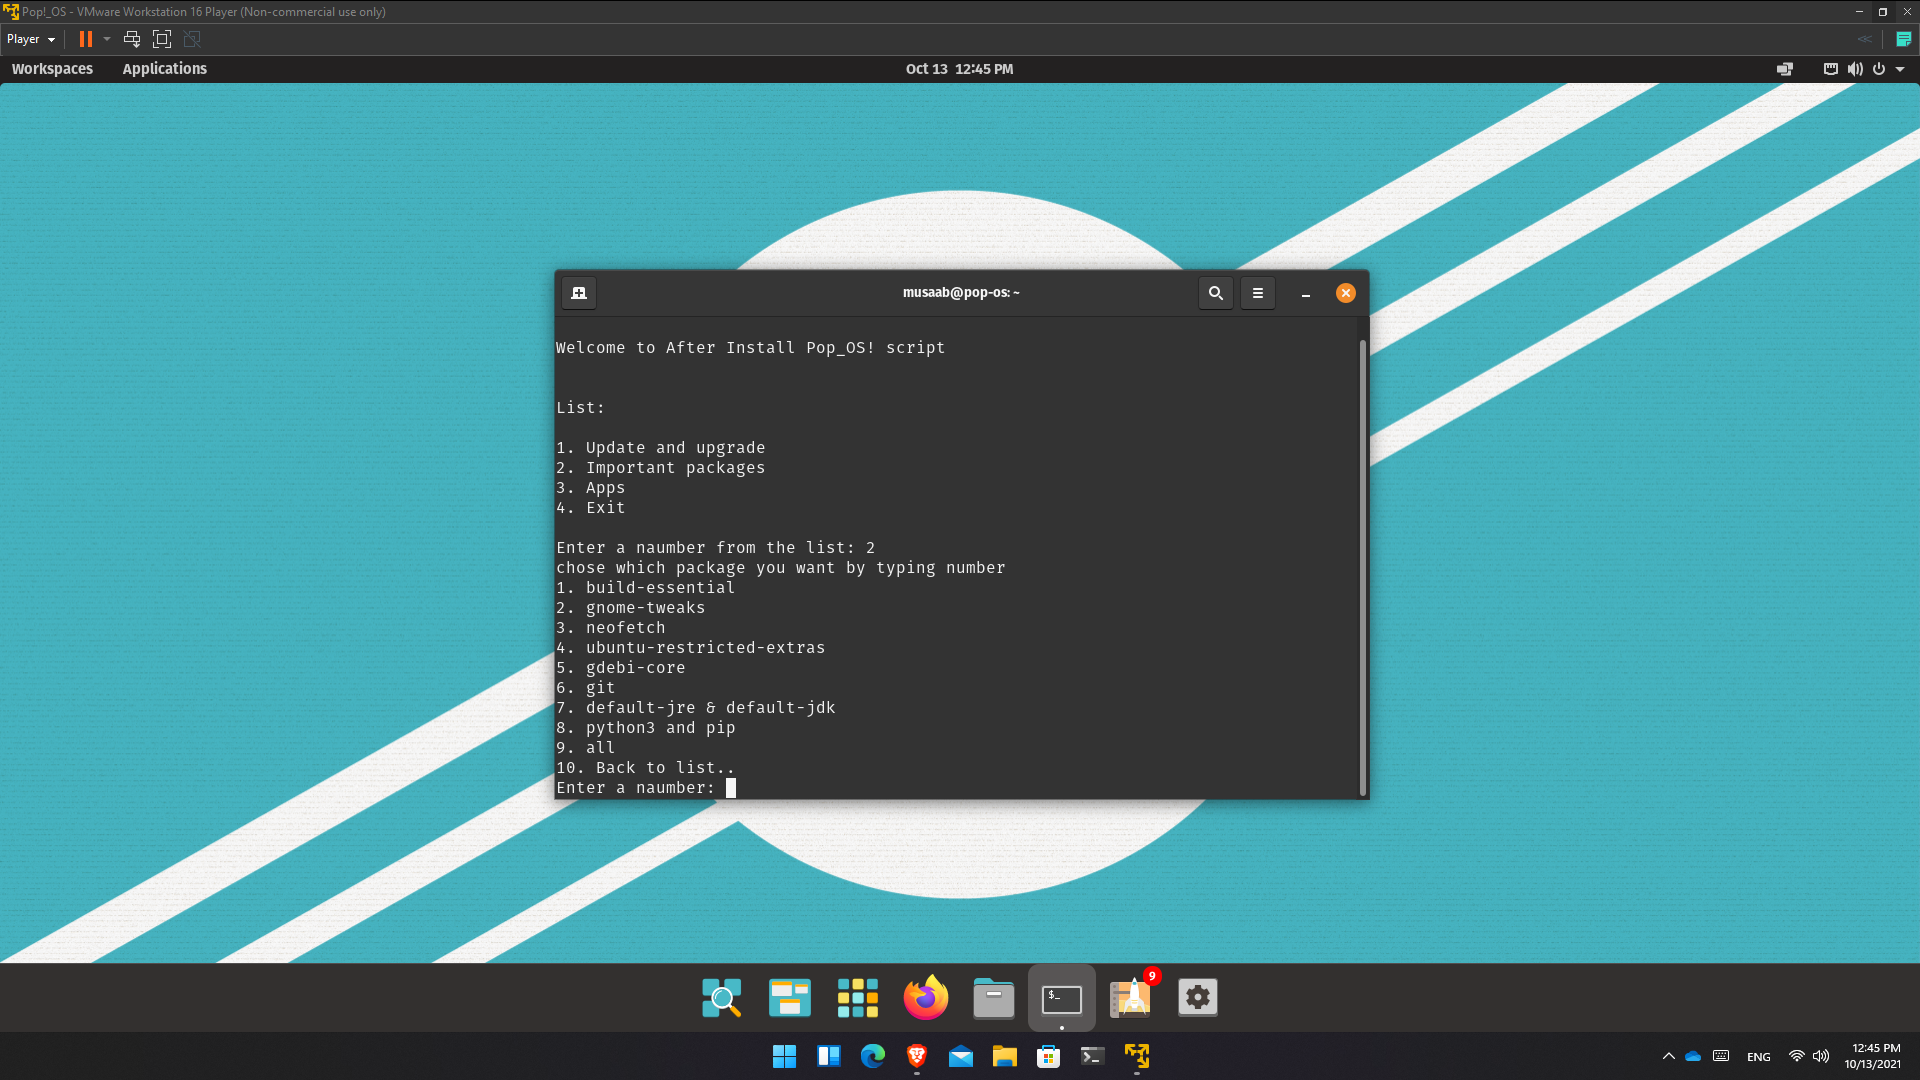 Pop!_OS - VMware Workstation 16 Player (Non-commercial use only)
Player
Workspaces Applications Oct 13 12:45 PM
musaab@pop-os: ~
Welcome to After Install Pop_OS! script
List:
1. Update and upgrade
2. Important packages
3. Apps
4. Exit
Enter a naumber from the list: 2
chose which package you want by typing number
1. build-essential
2. gnome-tweaks
3. neofetch
4. ubuntu-restricted-extras
5. gdebi-core
6. git
7. default-jre & default-jdk
8. python3 and pip
9. all
10. Back to list..
Enter a naumber:
$_
9
ENG
12:45 PM
10/13/2021